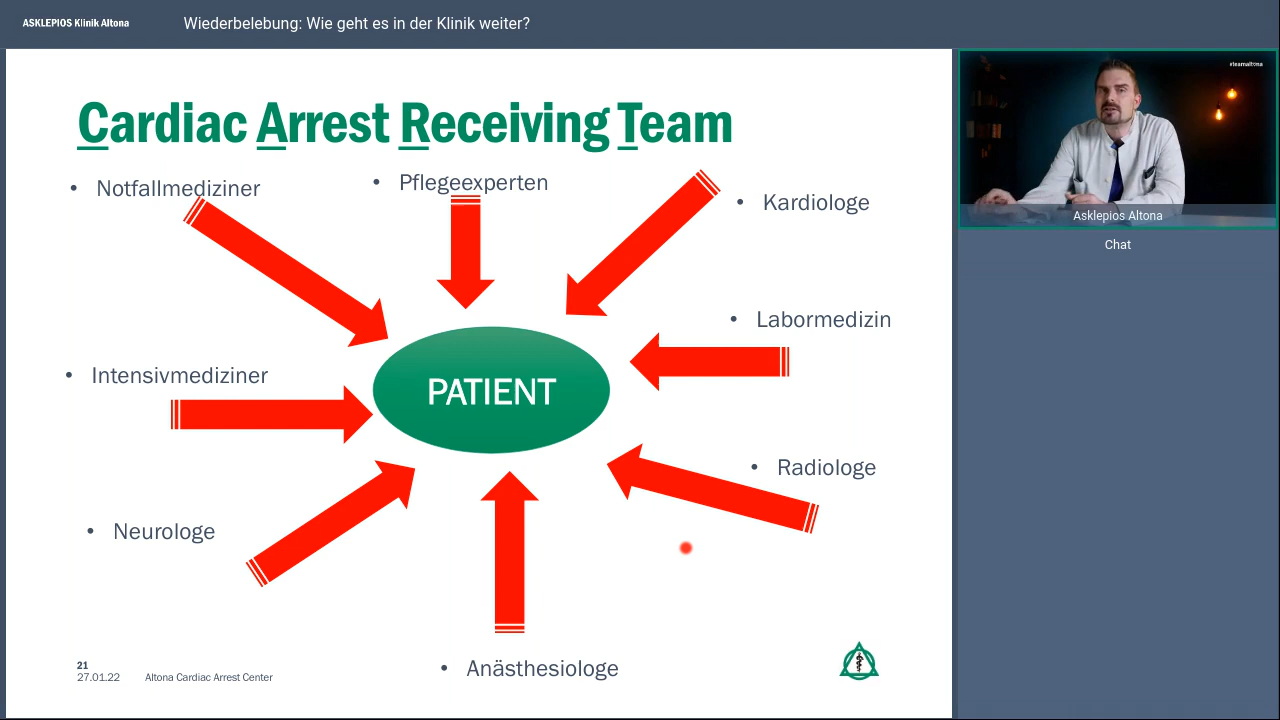 ASKLEPIOS Klinik Altona
Wiederbelebung: Wie geht es in der Klinik weiter?
Cardiac Arrest Receiving Team
• Notfallmediziner
• Pflegeexperten
• Kardiologe
• Labormedizin
• Intensivmediziner
PATIENT
• Radiologe
• Neurologe
• Anästhesiologe
21
27.01.22 Altona Cardiac Arrest Center
#teamaltona
Asklepios Altona
Chat